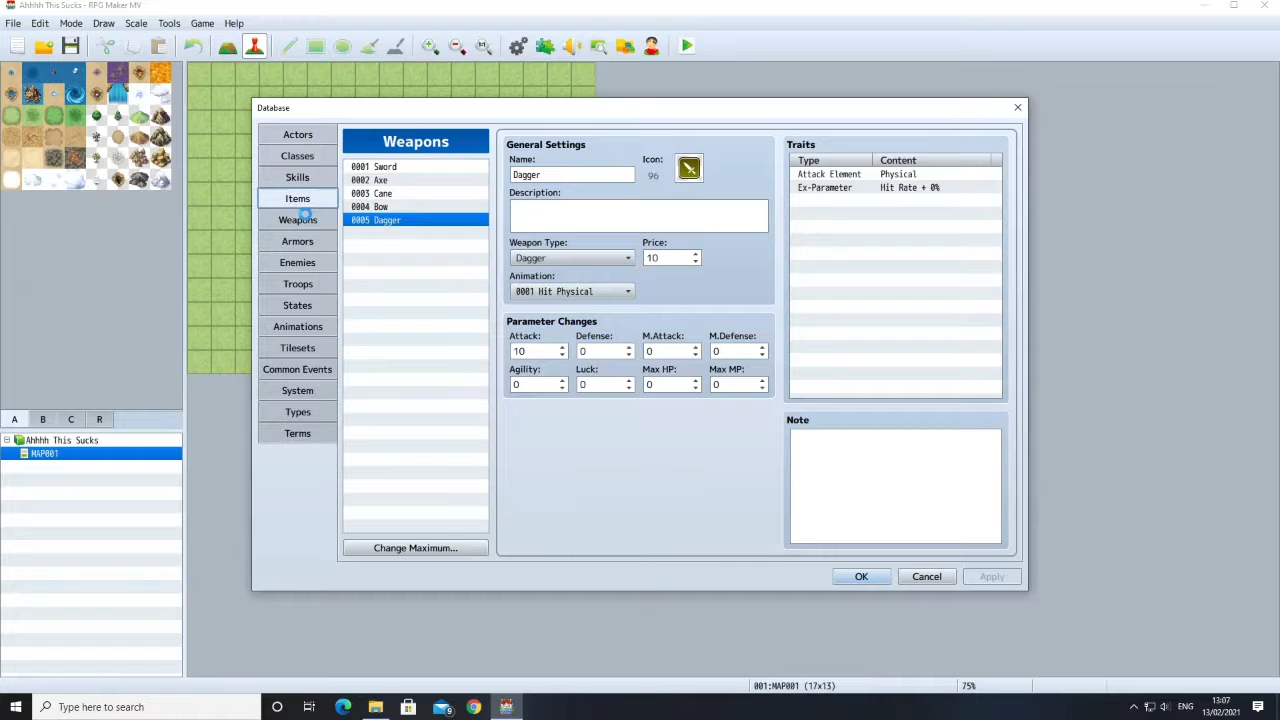 Ahhhh This Sucks - RPG Maker MV
File Edit Mode Draw Scale Tools Game Help
Database
Actors
Classes
Skills
Items
Weapons
Armors
Enemies
Troops
States
Animations
Tilesets
Common Events
System
Types
Terms
Weapons
0001 Sword
0002 Axe
0003 Cane
0004 Bow
0005 Dagger
Change Maximum...
General Settings
Name: Icon:
Dagger 96
Description:
Weapon Type: Price:
Dagger 10
Animation:
0001 Hit Physical
Parameter Changes
Attack: Defense: M.Attack: M.Defense:
10 0 0 0
Agility: Luck: Max HP: Max MP:
0 0 0 0
Traits
Type Content
Attack Element Physical
Ex-Parameter Hit Rate + 0%
Note
OK Cancel Apply
A B C R
Ahhhh This Sucks
MAP001
001:MAP001 (17x13) 75%
Type here to search
9
ENG
13:07
13/02/2021